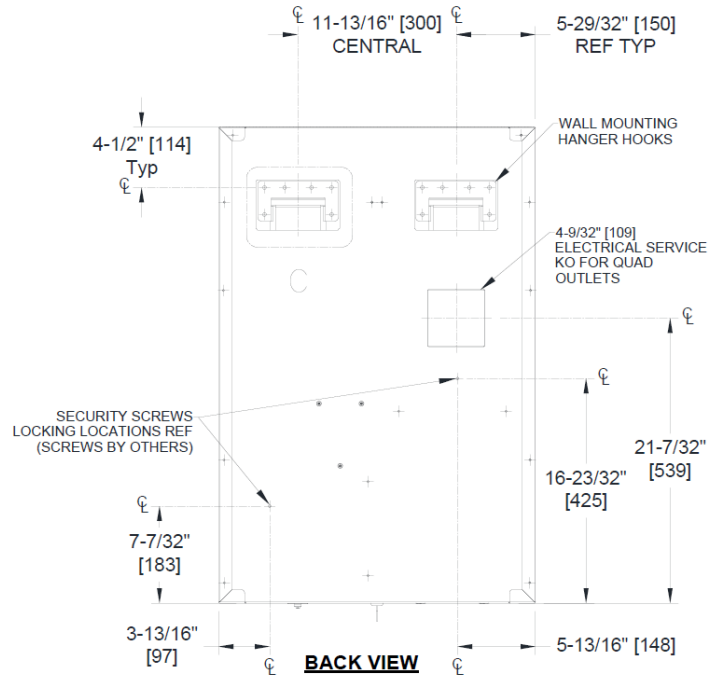 ℄
11-13/16" [300]
CENTRAL
℄
5-29/32" [150]
REF TYP
4-1/2" [114]
Typ
℄
WALL MOUNTING
HANGER HOOKS
4-9/32" [109]
ELECTRICAL SERVICE
KO FOR QUAD
OUTLETS
℄
℄
SECURITY SCREWS
LOCKING LOCATIONS REF
(SCREWS BY OTHERS)
21-7/32"
[539]
16-23/32"
[425]
℄
7-7/32"
[183]
3-13/16"
[97]
℄
BACK VIEW
℄
5-13/16" [148]